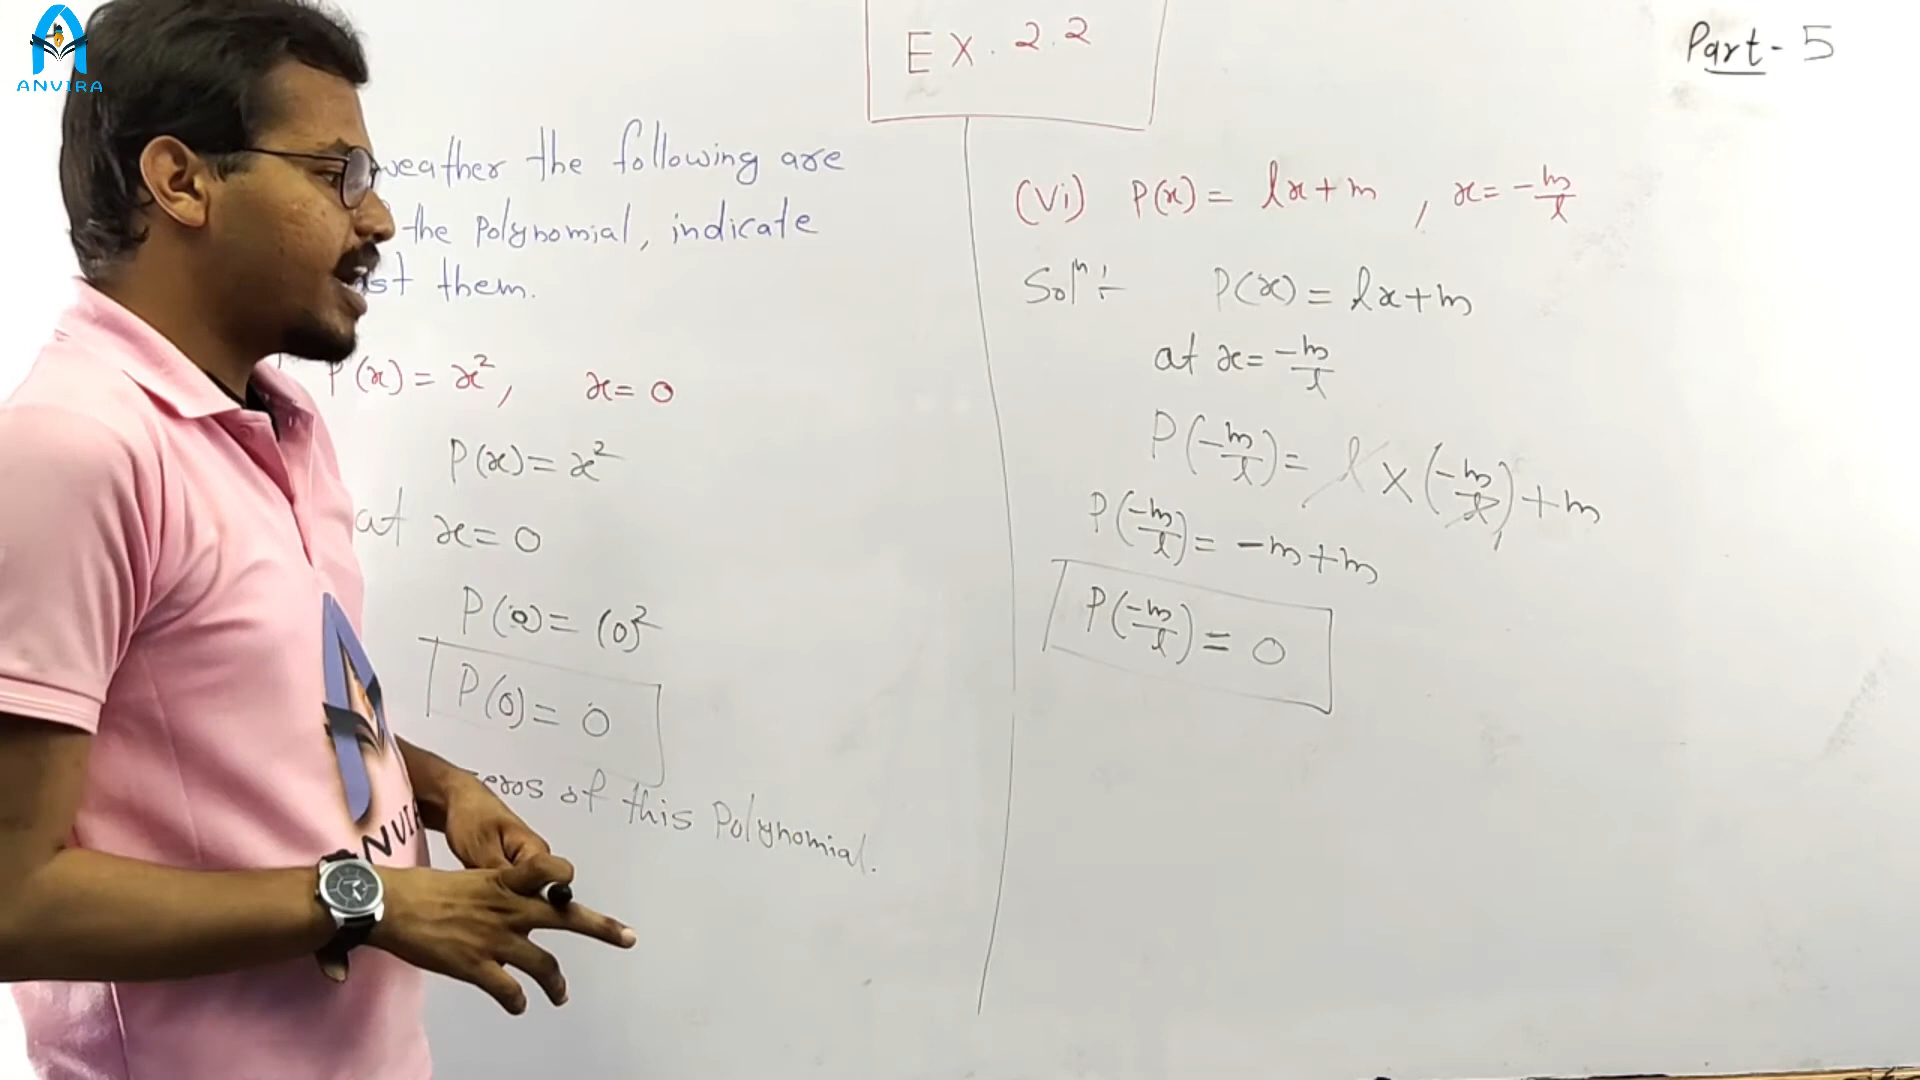 ANVIRA
EX. 2.2
Part - 5
weather the following are
the Polynomial, indicate
them.
P(x) = x², x = 0
P(x) = x²
at x = 0
P(0) = (0)²
P(0) = 0
zeros of this Polynomial.
(Vi) P(x) = lx + m , x = -m/l
Solⁿ :- P(x) = lx + m
at x = -m/l
P(-m/l) = l × (-m/l) + m
P(-m/l) = -m + m
P(-m/l) = 0